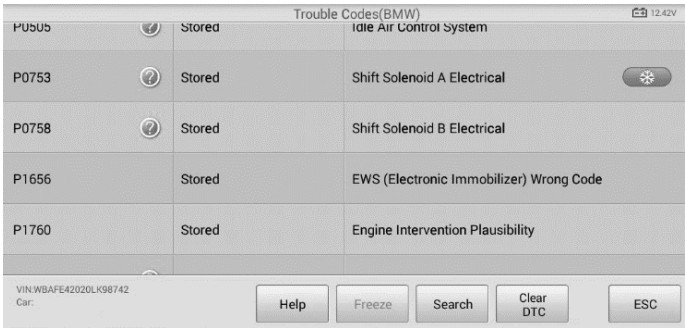 Trouble Codes(BMW)
12.42V
P0505 ? Stored Idle Air Control System
P0753 ? Stored Shift Solenoid A Electrical
P0758 ? Stored Shift Solenoid B Electrical
P1656 Stored EWS (Electronic Immobilizer) Wrong Code
P1760 Stored Engine Intervention Plausibility
VIN:WBAFE42020LK98742
Car:
Help Freeze Search Clear DTC ESC